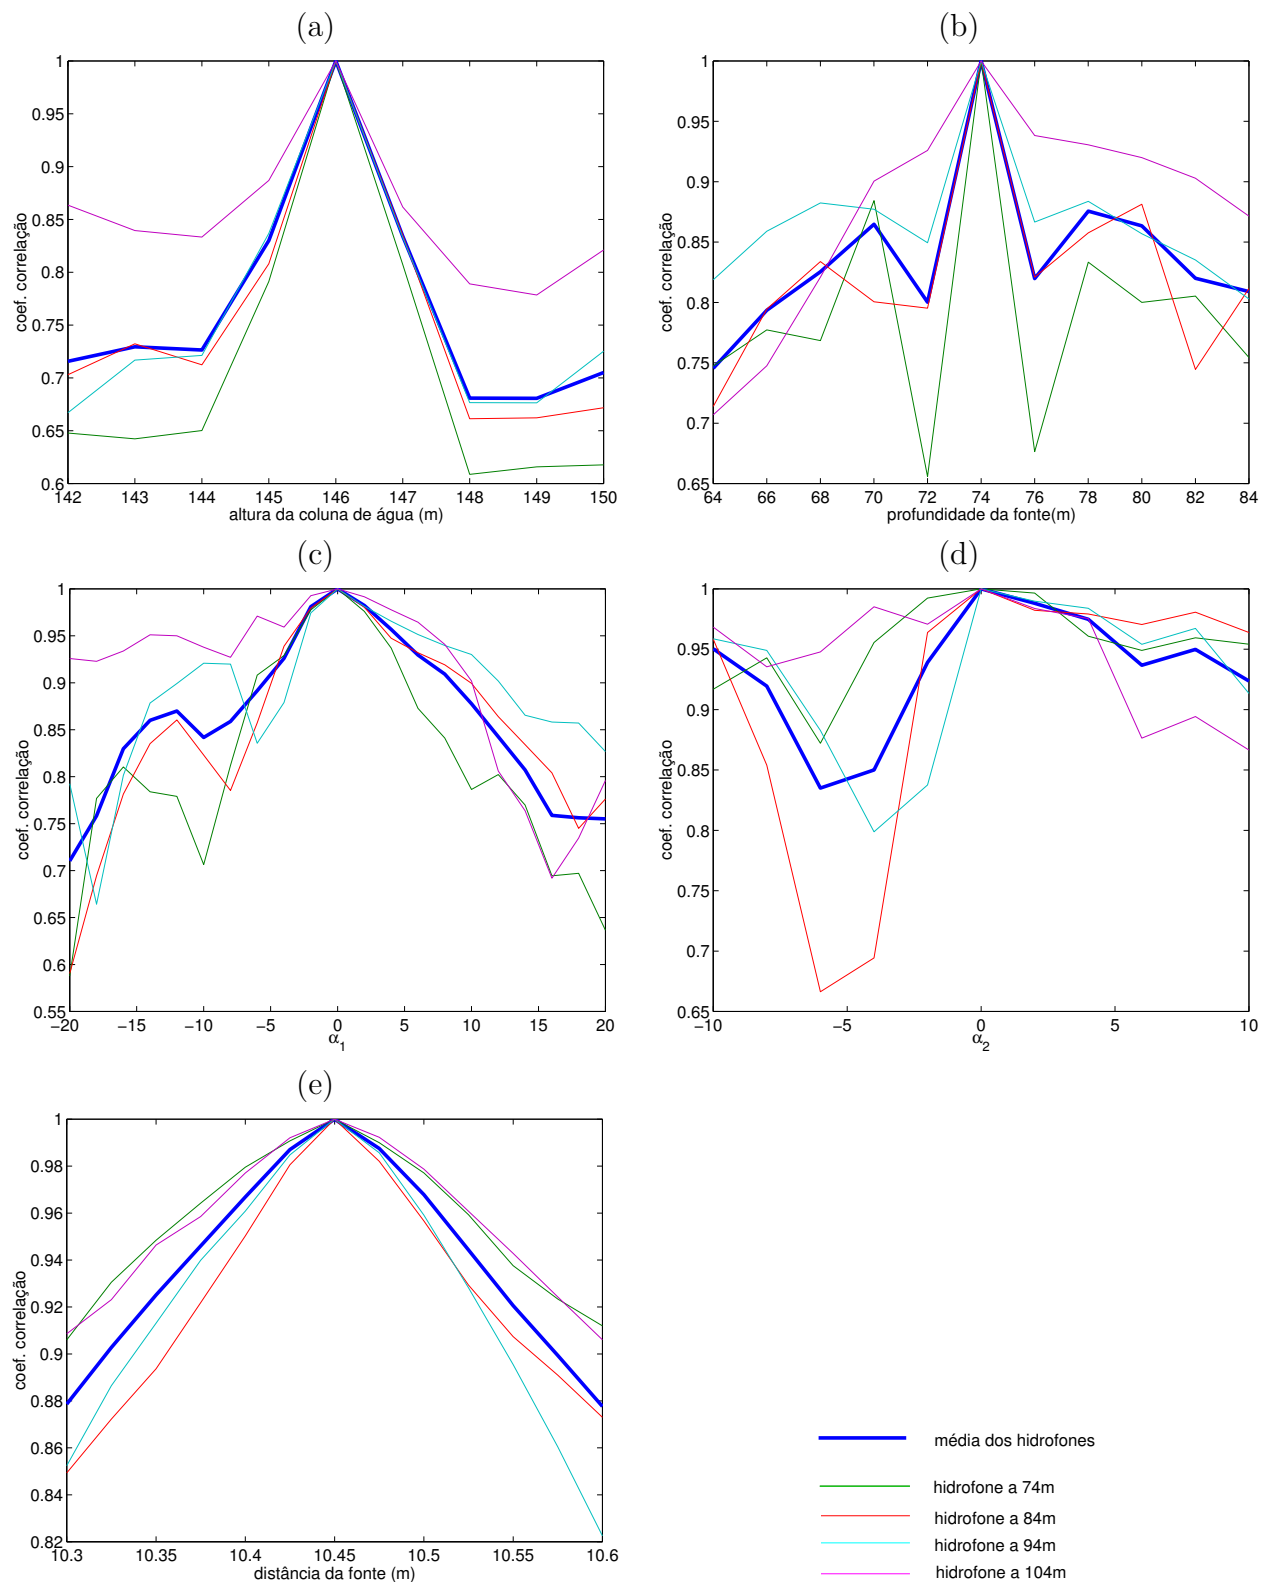 (a)
1
0.95
0.9
0.85
0.8
0.75
0.7
0.65
0.6
coef. correlação
142 143 144 145 146 147 148 149 150
altura da coluna de água (m)
(b)
1
0.95
0.9
0.85
0.8
0.75
0.7
0.65
coef. correlação
64 66 68 70 72 74 76 78 80 82 84
profundidade da fonte(m)
(c)
1
0.95
0.9
0.85
0.8
0.75
0.7
0.65
0.6
0.55
coef. correlação
−20 −15 −10 −5 0 5 10 15 20
α1
(d)
1
0.95
0.9
0.85
0.8
0.75
0.7
0.65
coef. correlação
−10 −5 0 5 10
α2
(e)
1
0.98
0.96
0.94
0.92
0.9
0.88
0.86
0.84
0.82
coef. correlação
10.3 10.35 10.4 10.45 10.5 10.55 10.6
distância da fonte (m)
média dos hidrofones
hidrofone a 74m
hidrofone a 84m
hidrofone a 94m
hidrofone a 104m